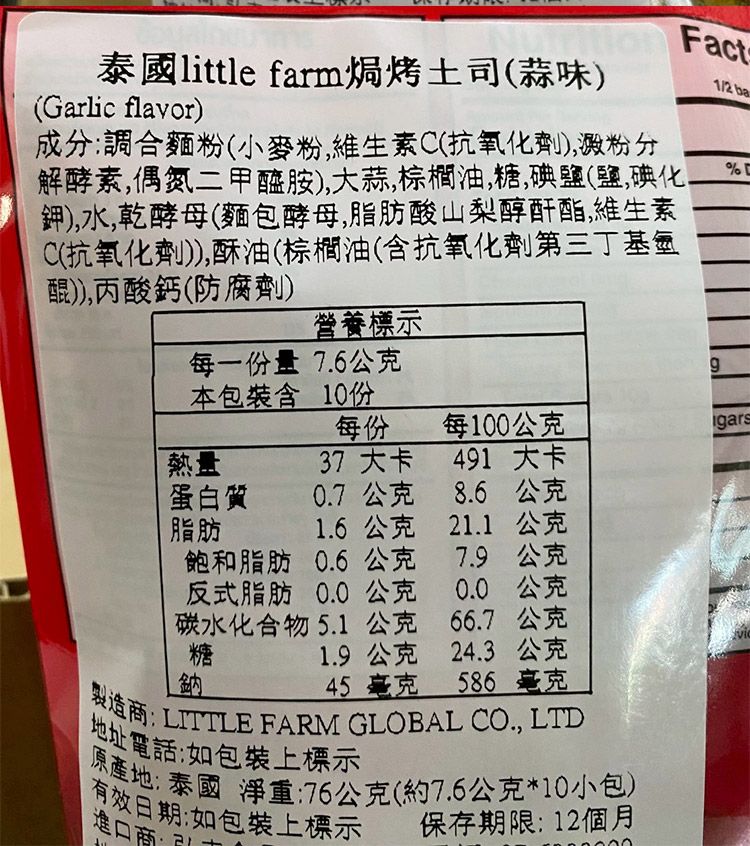 Nutrition Facts
1/2 ba
% D
g
ugars
泰國little farm焗烤土司(蒜味)
(Garlic flavor)
成分:調合麵粉(小麥粉,維生素C(抗氧化劑),澱粉分
解酵素,偶氮二甲醯胺),大蒜,棕櫚油,糖,碘鹽(鹽,碘化
鉀),水,乾酵母(麵包酵母,脂肪酸山梨醇酐酯,維生素
C(抗氧化劑)),酥油(棕櫚油(含抗氧化劑第三丁基氫
醌)),丙酸鈣(防腐劑)
營養標示
每一份量 7.6公克
本包裝含 10份
每份 每100公克
熱量 37 大卡 491 大卡
蛋白質 0.7 公克 8.6 公克
脂肪 1.6 公克 21.1 公克
飽和脂肪 0.6 公克 7.9 公克
反式脂肪 0.0 公克 0.0 公克
碳水化合物 5.1 公克 66.7 公克
糖 1.9 公克 24.3 公克
鈉 45 毫克 586 毫克
製造商: LITTLE FARM GLOBAL CO., LTD
地址電話:如包裝上標示
原產地: 泰國 淨重:76公克(約7.6公克*10小包)
有效日期:如包裝上標示 保存期限: 12個月
進口商: